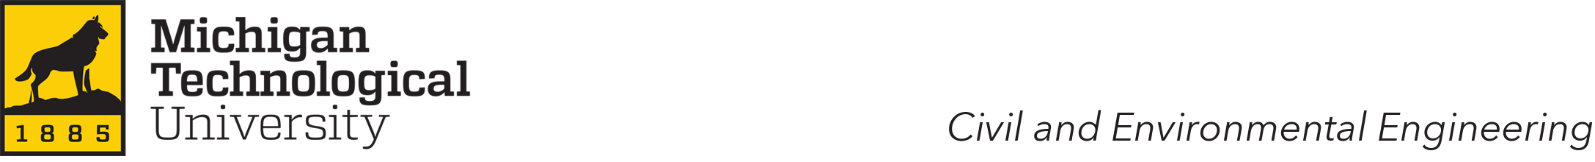 Michigan
Technological
University
1885
Civil and Environmental Engineering